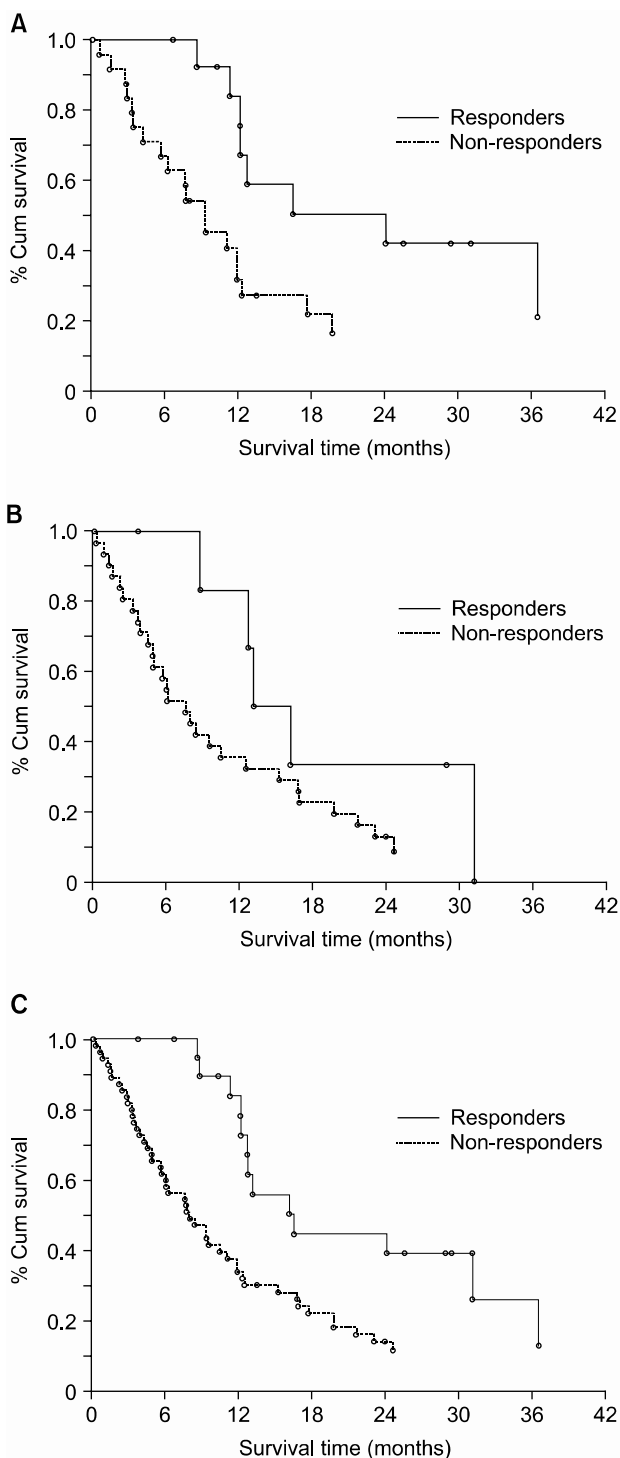 A
1.0
0.8
0.6
0.4
0.2
0
% Cum survival
Responders
Non-responders
0 6 12 18 24 30 36 42
Survival time (months)
B
1.0
0.8
0.6
0.4
0.2
0
% Cum survival
Responders
Non-responders
0 6 12 18 24 30 36 42
Survival time (months)
C
1.0
0.8
0.6
0.4
0.2
0
% Cum survival
Responders
Non-responders
0 6 12 18 24 30 36 42
Survival time (months)